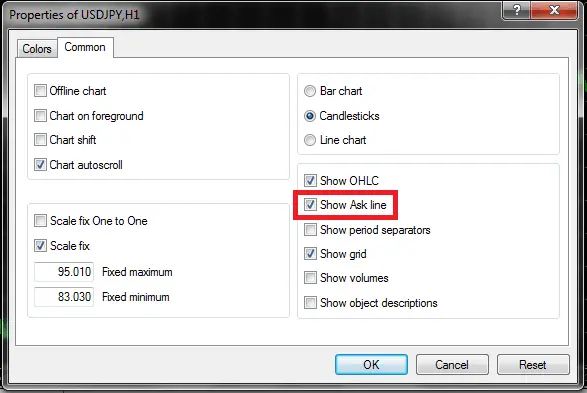 Properties of USDJPY,H1
Colors
Common
Offline chart
Chart on foreground
Chart shift
Chart autoscroll
Scale fix One to One
Scale fix
95.010 Fixed maximum
83.030 Fixed minimum
Bar chart
Candlesticks
Line chart
Show OHLC
Show Ask line
Show period separators
Show grid
Show volumes
Show object descriptions
OK
Cancel
Reset